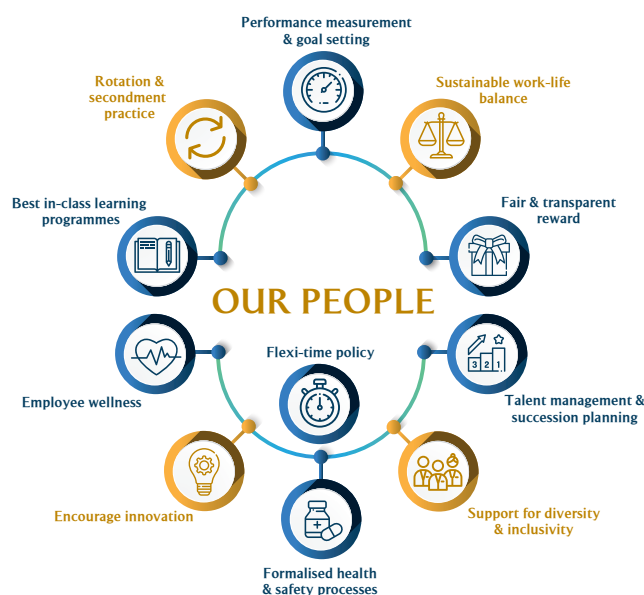 Performance measurement
& goal setting
Rotation &
secondment
practice
Sustainable work-life
balance
Best in-class learning
programmes
Fair & transparent
reward
OUR PEOPLE
Flexi-time policy
3 2 1
Employee wellness
Talent management &
succession planning
Encourage innovation
Support for diversity
& inclusivity
Formalised health
& safety processes